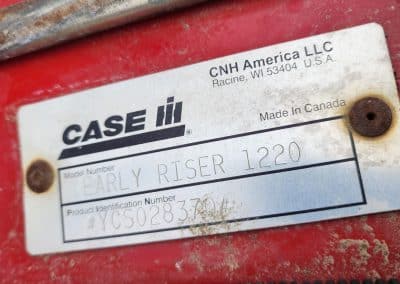 CNH America LLC
Racine, WI 53404 U.S.A.
CASE IH
Made in Canada
Model Number
EARLY RISER 1220
Product Identification Number